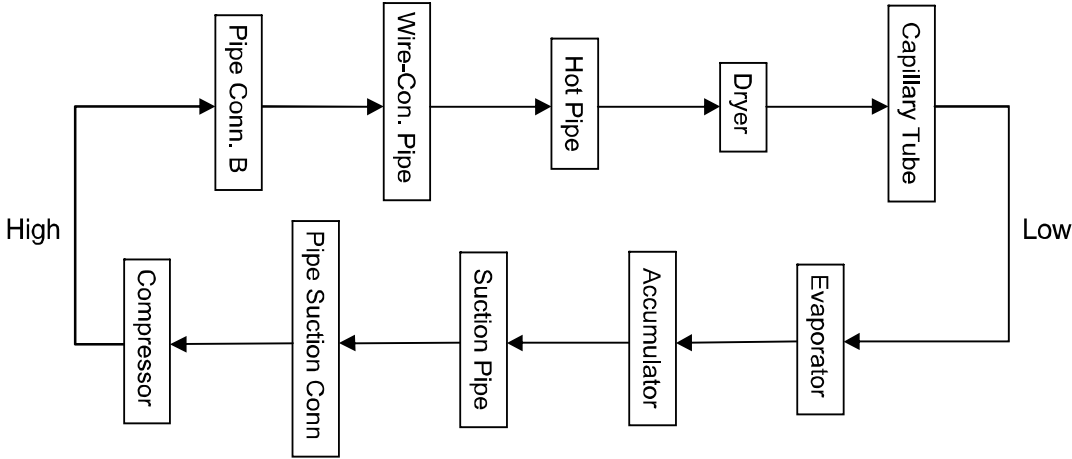 Pipe Conn. B
Wire-Con. Pipe
Hot Pipe
Dryer
Capillary Tube
High
Low
Compressor
Pipe Suction Conn
Suction Pipe
Accumulator
Evaporator